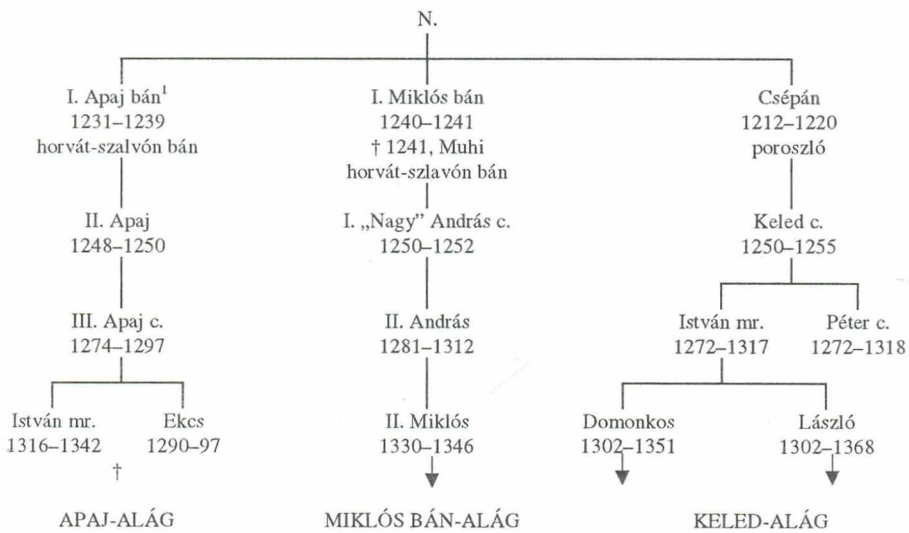 N.
I. Apaj bán¹
1231–1239
horvát-szalvón bán
I. Miklós bán
1240–1241
† 1241, Muhi
horvát-szlavón bán
Csépán
1212–1220
poroszló
II. Apaj
1248–1250
I. „Nagy” András c.
1250–1252
Keled c.
1250–1255
III. Apaj c.
1274–1297
II. András
1281–1312
István mr.
1272–1317
Péter c.
1272–1318
István mr.
1316–1342
†
Ekcs
1290–97
II. Miklós
1330–1346
Domonkos
1302–1351
László
1302–1368
APAJ-ALÁG
MIKLÓS BÁN-ALÁG
KELED-ALÁG